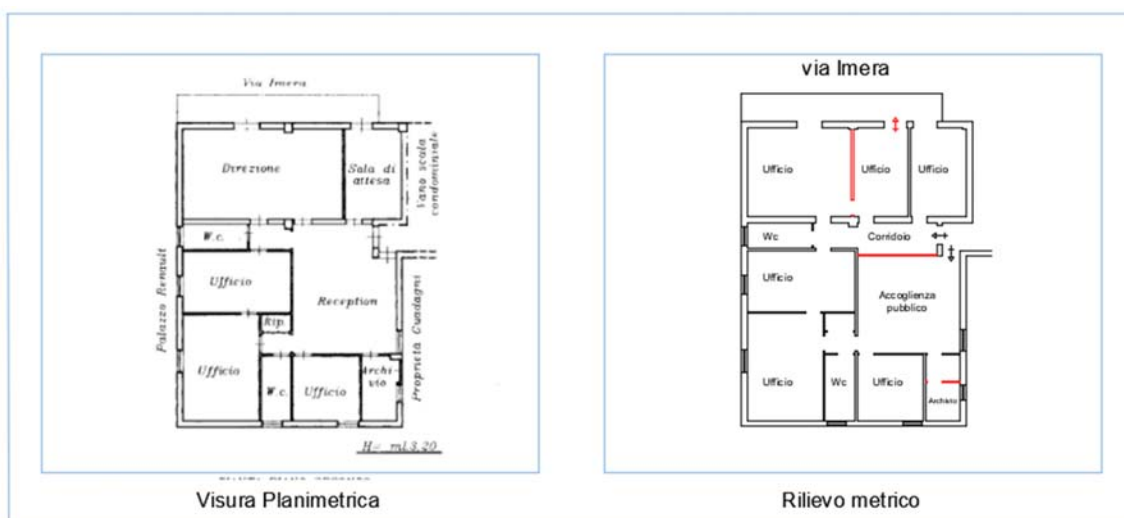 Via Imera
Direzione
Sala di
attesa
Vano scala
condominiale
W.c.
Palazzo Renault
Ufficio
Reception
Rip.
Proprietà Guadagni
Ufficio
W.c.
Ufficio
Archi
vio
H= ml.3.20
Visura Planimetrica
via Imera
Ufficio
Ufficio
Ufficio
Wc
Corridoio
Ufficio
Accoglienza
pubblico
Ufficio
Wc
Ufficio
Archivio
Rilievo metrico